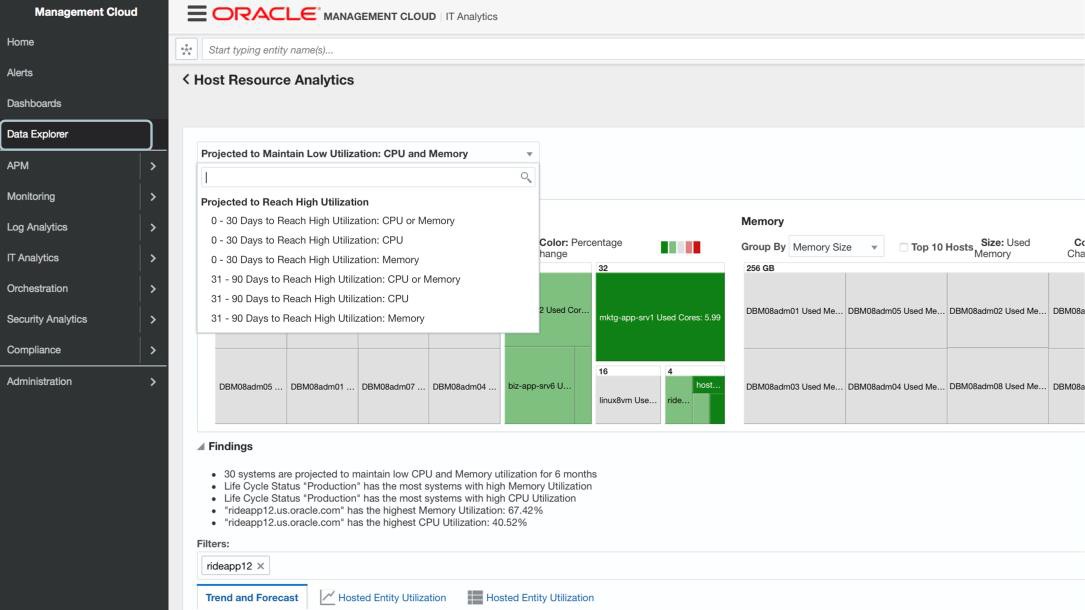 Management Cloud
ORACLE MANAGEMENT CLOUD | IT Analytics
Home
Alerts
Dashboards
Data Explorer
APM
Monitoring
Log Analytics
IT Analytics
Orchestration
Security Analytics
Compliance
Administration
Start typing entity name(s)...
Host Resource Analytics
Projected to Maintain Low Utilization: CPU and Memory
Projected to Reach High Utilization
0 - 30 Days to Reach High Utilization: CPU or Memory
0 - 30 Days to Reach High Utilization: CPU
0 - 30 Days to Reach High Utilization: Memory
31 - 90 Days to Reach High Utilization: CPU or Memory
31 - 90 Days to Reach High Utilization: CPU
31 - 90 Days to Reach High Utilization: Memory
Color: Percentage
hange
32
2 Used Cor...
mktg-app-srv1 Used Cores: 5.99
16
4
DBM08adm05 ...
DBM08adm01 ...
DBM08adm07 ...
DBM08adm04 ...
biz-app-srv6 U...
linux8vm Use...
ride...
host...
Memory
Group By
Memory Size
Top 10 Hosts
Size: Used
Memory
Co
Cha
256 GB
DBM08adm01 Used Me...
DBM08adm05 Used Me...
DBM08adm02 Used Me...
DBM08a
DBM08adm03 Used Me...
DBM08adm04 Used Me...
DBM08adm08 Used Me...
DBM08a
Findings
30 systems are projected to maintain low CPU and Memory utilization for 6 months
Life Cycle Status "Production" has the most systems with high Memory Utilization
Life Cycle Status "Production" has the most systems with high CPU Utilization
"rideapp12.us.oracle.com" has the highest Memory Utilization: 67.42%
"rideapp12.us.oracle.com" has the highest CPU Utilization: 40.52%
Filters:
rideapp12 ×
Trend and Forecast
Hosted Entity Utilization
Hosted Entity Utilization